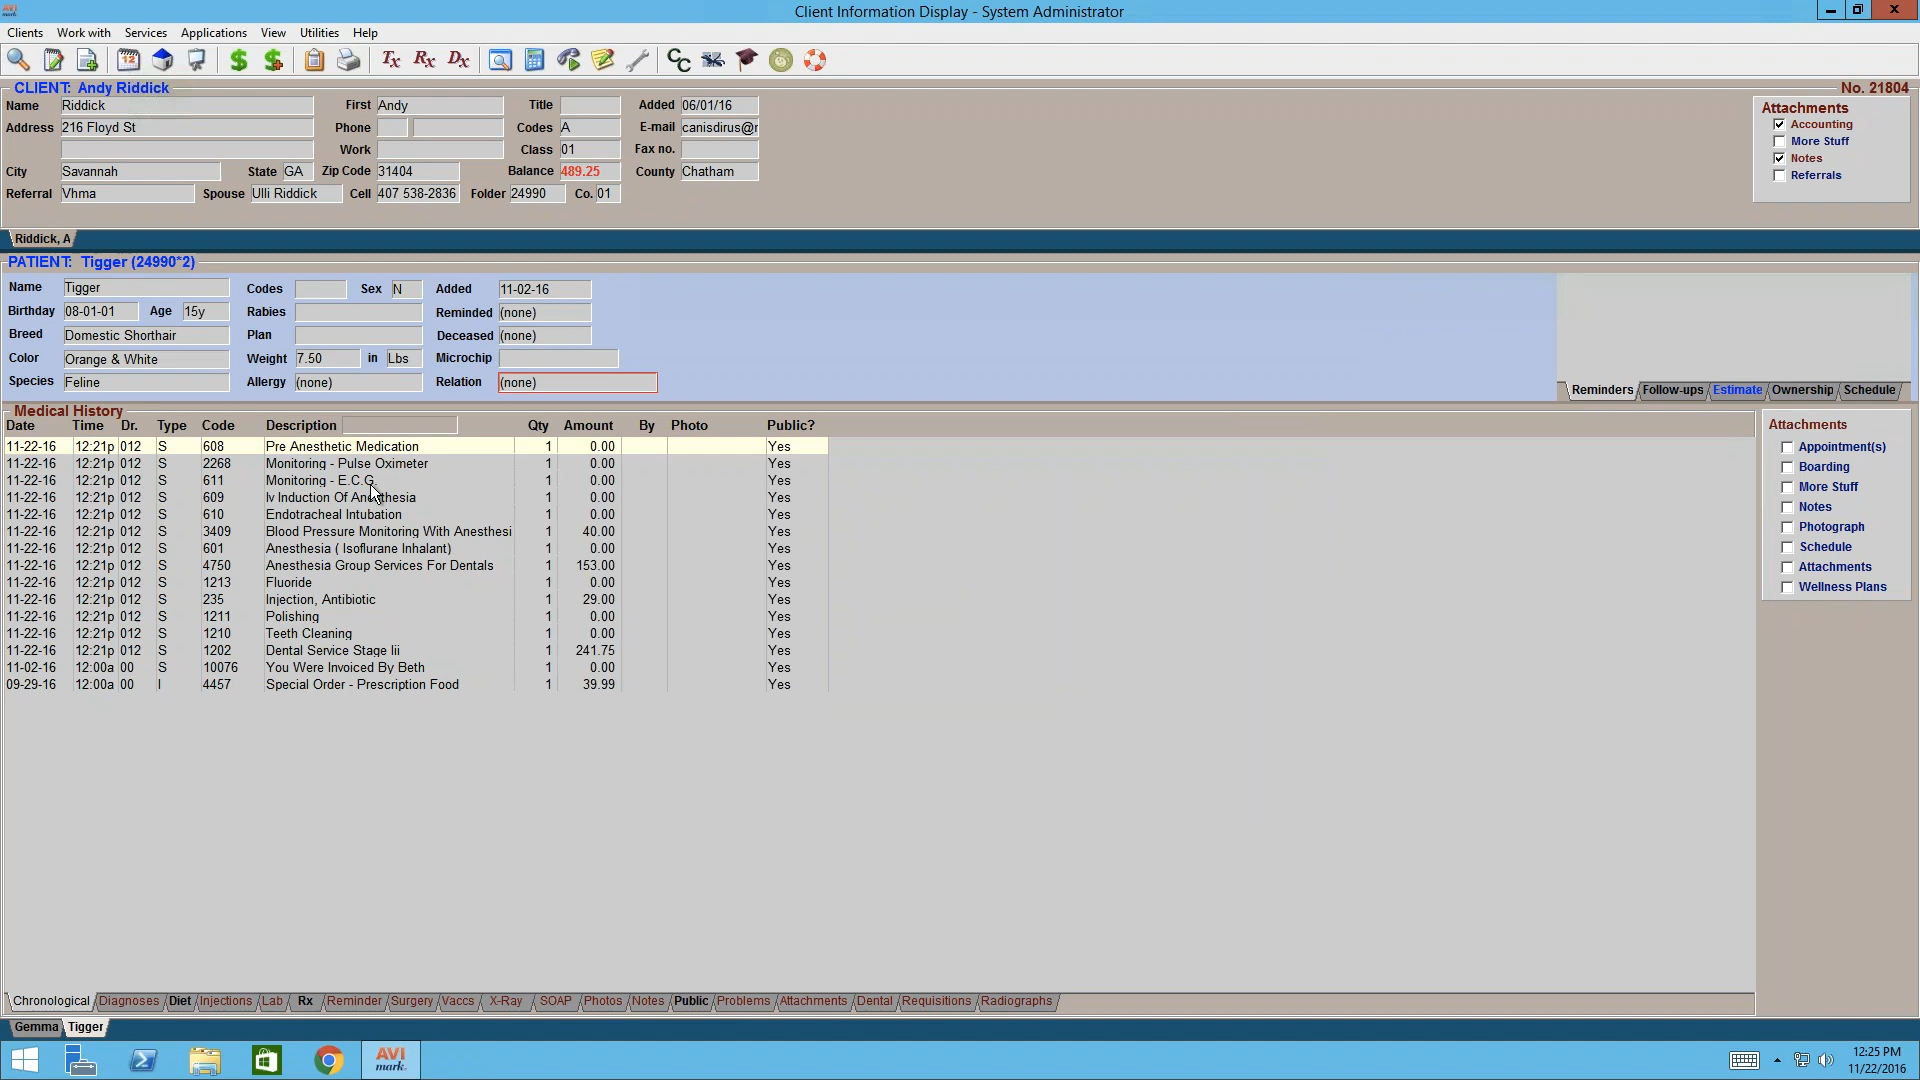 AVI mark
Client Information Display - System Administrator
Clients Work with Services Applications View Utilities Help
12 $ $ Tx Rx Dx CC
CLIENT: Andy Riddick No. 21804
Name Riddick First Andy Title Added 06/01/16
Address 216 Floyd St Phone Codes A E-mail canisdirus@r
Work Class 01 Fax no.
City Savannah State GA Zip Code 31404 Balance 489.25 County Chatham
Referral Vhma Spouse Ulli Riddick Cell 407 538-2836 Folder 24990 Co. 01
Attachments
Accounting
More Stuff
Notes
Referrals
Riddick, A
PATIENT: Tigger (24990*2)
Name Tigger Codes Sex N Added 11-02-16
Birthday 08-01-01 Age 15y Rabies Reminded (none)
Breed Domestic Shorthair Plan Deceased (none)
Color Orange & White Weight 7.50 in Lbs Microchip
Species Feline Allergy (none) Relation (none)
Reminders Follow-ups Estimate Ownership Schedule
Medical History
Date Time Dr. Type Code Description Qty Amount By Photo Public?
11-22-16 12:21p 012 S 608 Pre Anesthetic Medication 1 0.00 Yes
11-22-16 12:21p 012 S 2268 Monitoring - Pulse Oximeter 1 0.00 Yes
11-22-16 12:21p 012 S 611 Monitoring - E.C.G. 1 0.00 Yes
11-22-16 12:21p 012 S 609 Iv Induction Of Anesthesia 1 0.00 Yes
11-22-16 12:21p 012 S 610 Endotracheal Intubation 1 0.00 Yes
11-22-16 12:21p 012 S 3409 Blood Pressure Monitoring With Anesthesi 1 40.00 Yes
11-22-16 12:21p 012 S 601 Anesthesia ( Isoflurane Inhalant) 1 0.00 Yes
11-22-16 12:21p 012 S 4750 Anesthesia Group Services For Dentals 1 153.00 Yes
11-22-16 12:21p 012 S 1213 Fluoride 1 0.00 Yes
11-22-16 12:21p 012 S 235 Injection, Antibiotic 1 29.00 Yes
11-22-16 12:21p 012 S 1211 Polishing 1 0.00 Yes
11-22-16 12:21p 012 S 1210 Teeth Cleaning 1 0.00 Yes
11-22-16 12:21p 012 S 1202 Dental Service Stage Iii 1 241.75 Yes
11-02-16 12:00a 00 S 10076 You Were Invoiced By Beth 1 0.00 Yes
09-29-16 12:00a 00 I 4457 Special Order - Prescription Food 1 39.99 Yes
Attachments
Appointment(s)
Boarding
More Stuff
Notes
Photograph
Schedule
Attachments
Wellness Plans
Chronological Diagnoses Diet Injections Lab Rx Reminder Surgery Vaccs X-Ray SOAP Photos Notes Public Problems Attachments Dental Requisitions Radiographs
Gemma Tigger
AVI mark
12:25 PM
11/22/2016